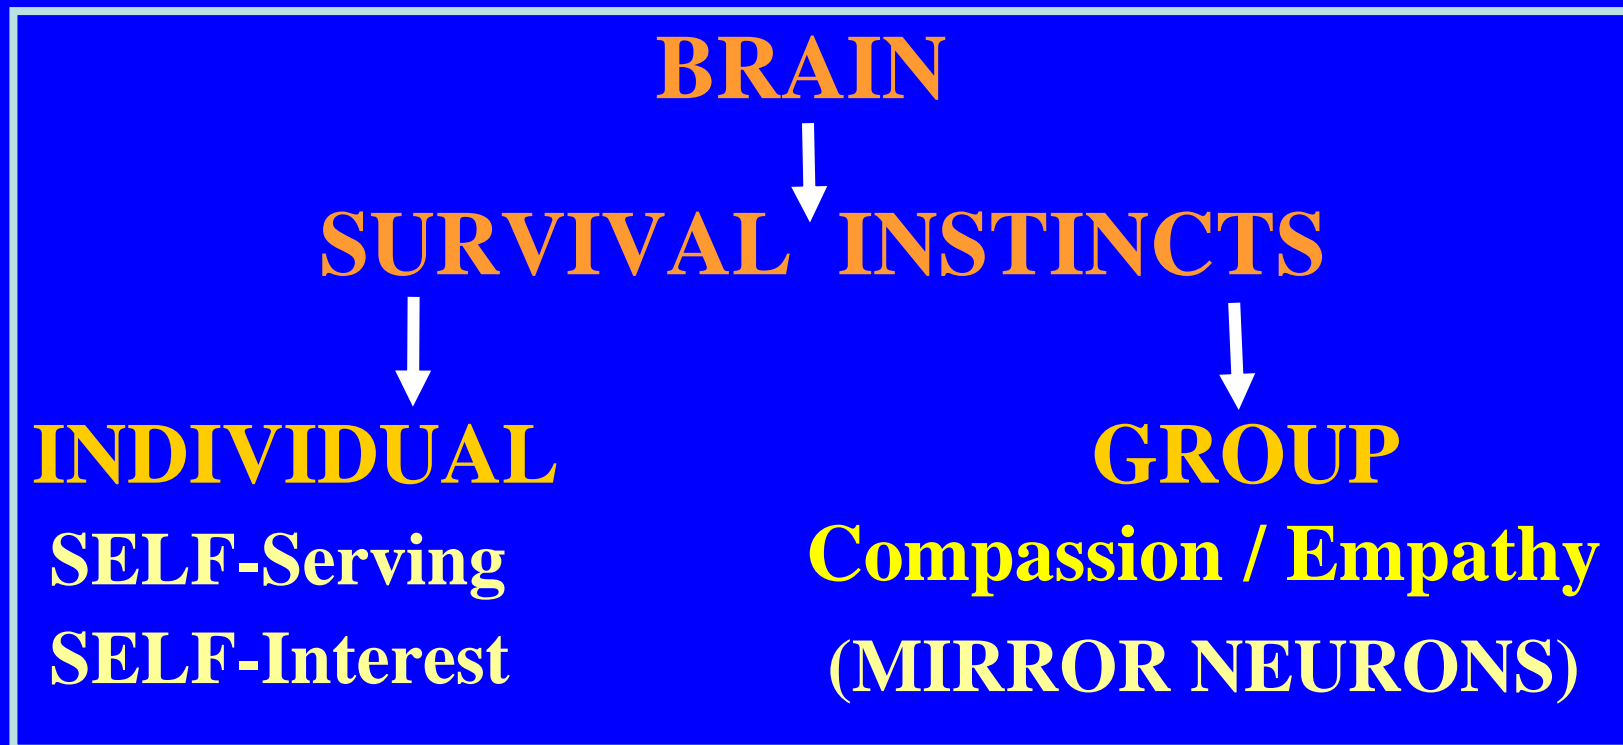 BRAIN
SURVIVAL INSTINCTS
INDIVIDUAL
SELF-Serving
SELF-Interest
GROUP
Compassion / Empathy
(MIRROR NEURONS)